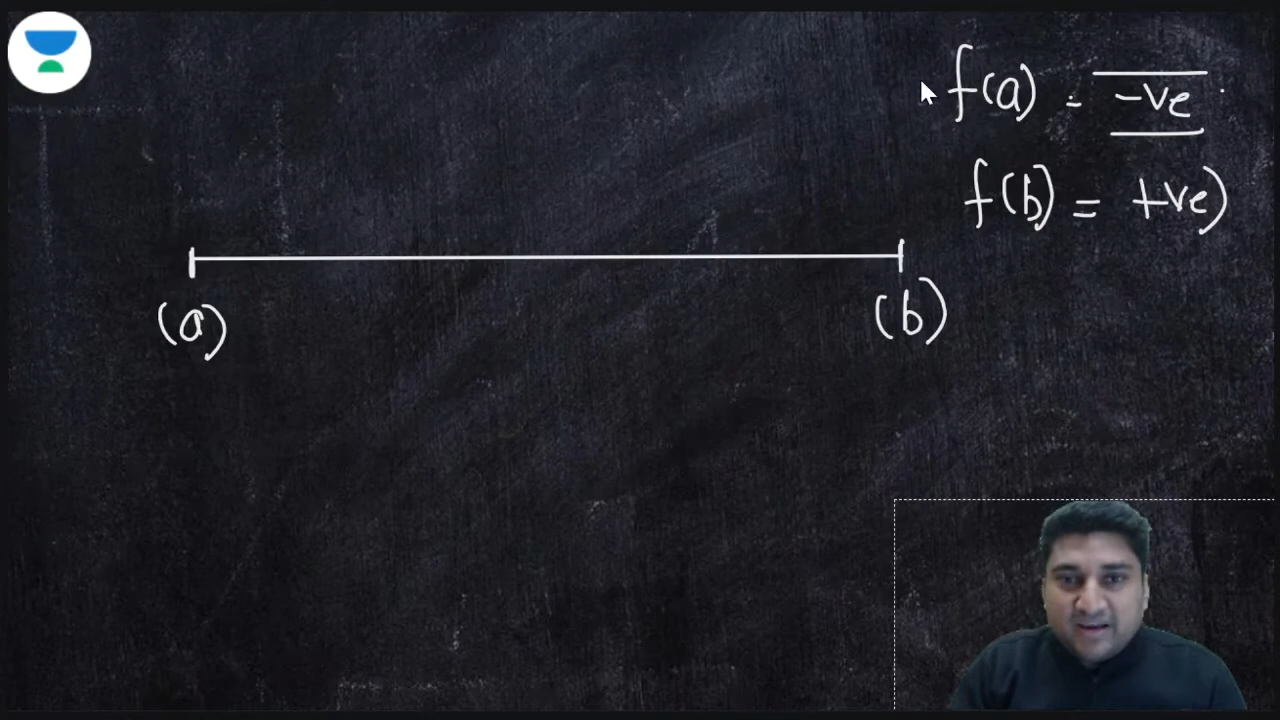 f(a) = -ve
f(b) = +ve)
(a) (b)